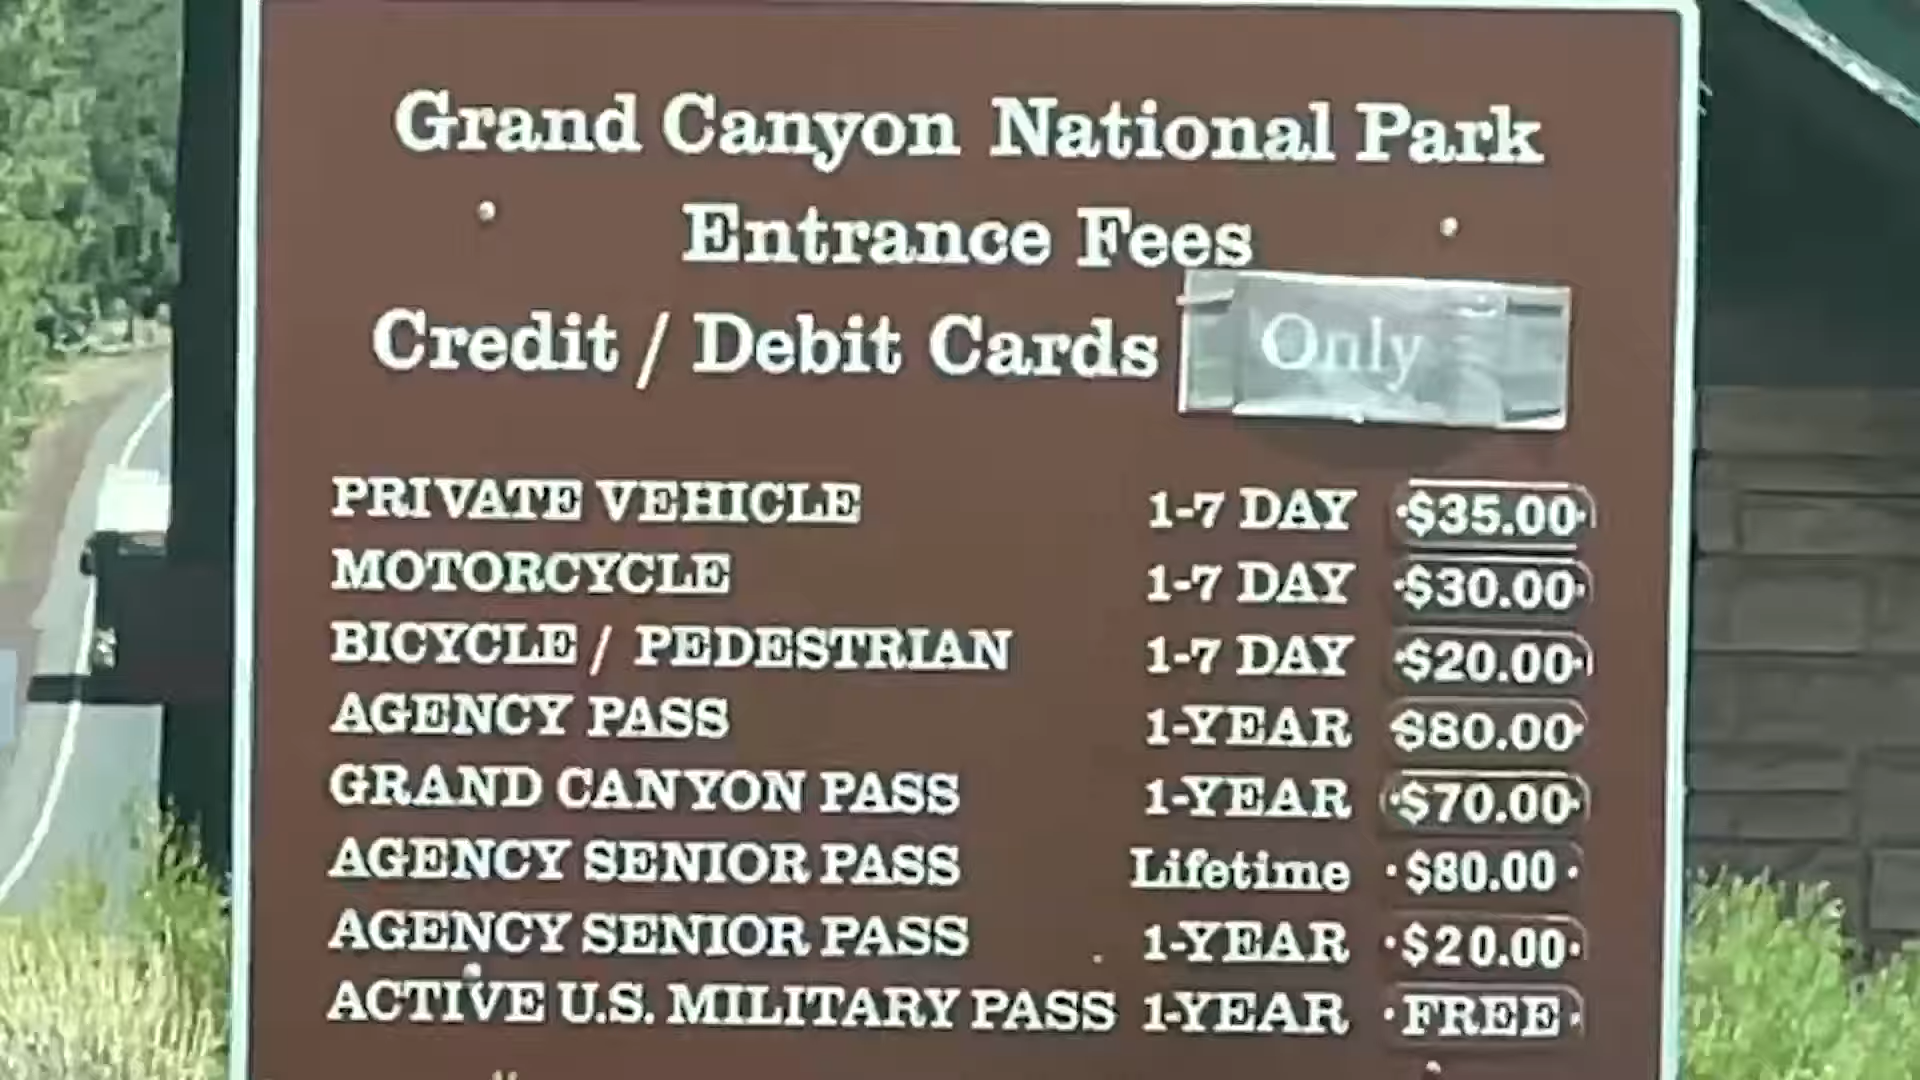 Grand Canyon National Park
Entrance Fees
Credit / Debit Cards Only
PRIVATE VEHICLE 1-7 DAY $35.00
MOTORCYCLE 1-7 DAY $30.00
BICYCLE / PEDESTRIAN 1-7 DAY $20.00
AGENCY PASS 1-YEAR $80.00
GRAND CANYON PASS 1-YEAR $70.00
AGENCY SENIOR PASS Lifetime $80.00
AGENCY SENIOR PASS 1-YEAR $20.00
ACTIVE U.S. MILITARY PASS 1-YEAR FREE